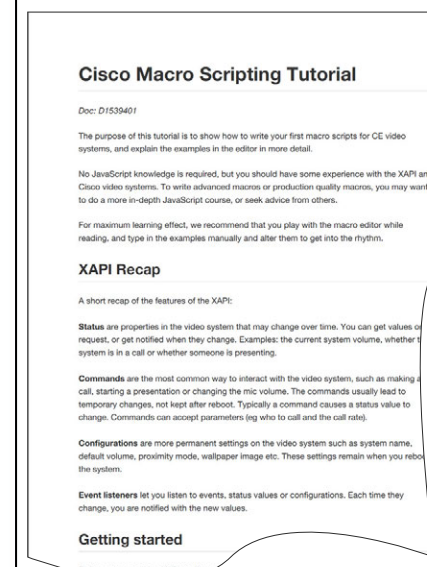 Cisco Macro Scripting Tutorial
Doc: D1539401
The purpose of this tutorial is to show how to write your first macro scripts for CE video
systems, and explain the examples in the editor in more detail.
No JavaScript knowledge is required, but you should have some experience with the XAPI an
Cisco video systems. To write advanced macros or production quality macros, you may want
to do a more in-depth JavaScript course, or seek advice from others.
For maximum learning effect, we recommend that you play with the macro editor while
reading, and type in the examples manually and alter them to get into the rhythm.
XAPI Recap
A short recap of the features of the XAPI:
Status are properties in the video system that may change over time. You can get values o
request, or get notified when they change. Examples: the current system volume, whether t
system is in a call or whether someone is presenting.
Commands are the most common way to interact with the video system, such as making a
call, starting a presentation or changing the mic volume. The commands usually lead to
temporary changes, not kept after reboot. Typically a command causes a status value to
change. Commands can accept parameters (eg who to call and the call rate).
Configurations are more permanent settings on the video system such as system name,
default volume, proximity mode, wallpaper image etc. These settings remain when you reboo
the system.
Event listeners let you listen to events, status values or configurations. Each time they
change, you are notified with the new values.
Getting started